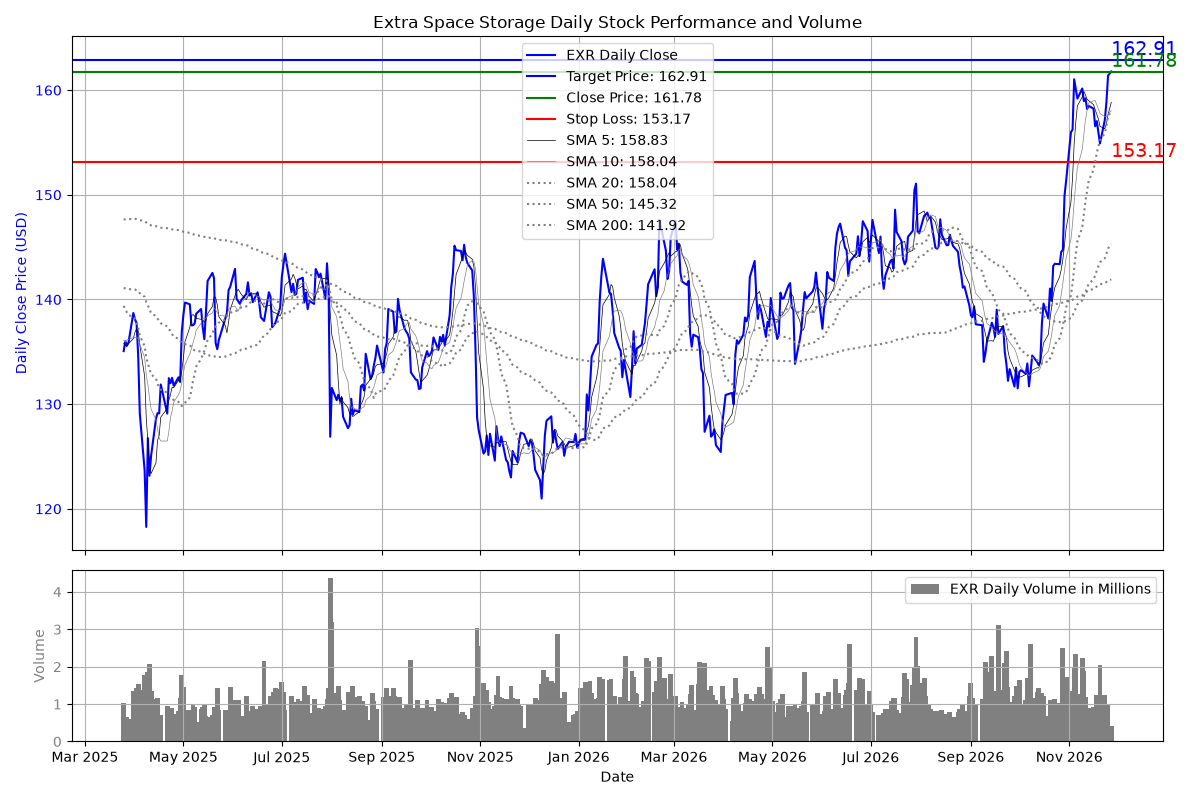 Extra Space Storage Daily Stock Performance and Volume
Daily Close Price (USD)
160
150
140
130
120
EXR Daily Close
Target Price: 162.91
Close Price: 161.78
Stop Loss: 153.17
SMA 5: 158.83
SMA 10: 158.04
SMA 20: 158.04
SMA 50: 145.32
SMA 200: 141.92
162.91
161.78
153.17
Volume
4
3
2
1
0
EXR Daily Volume in Millions
Mar 2025
May 2025
Jul 2025
Sep 2025
Nov 2025
Jan 2026
Mar 2026
May 2026
Jul 2026
Sep 2026
Nov 2026
Date